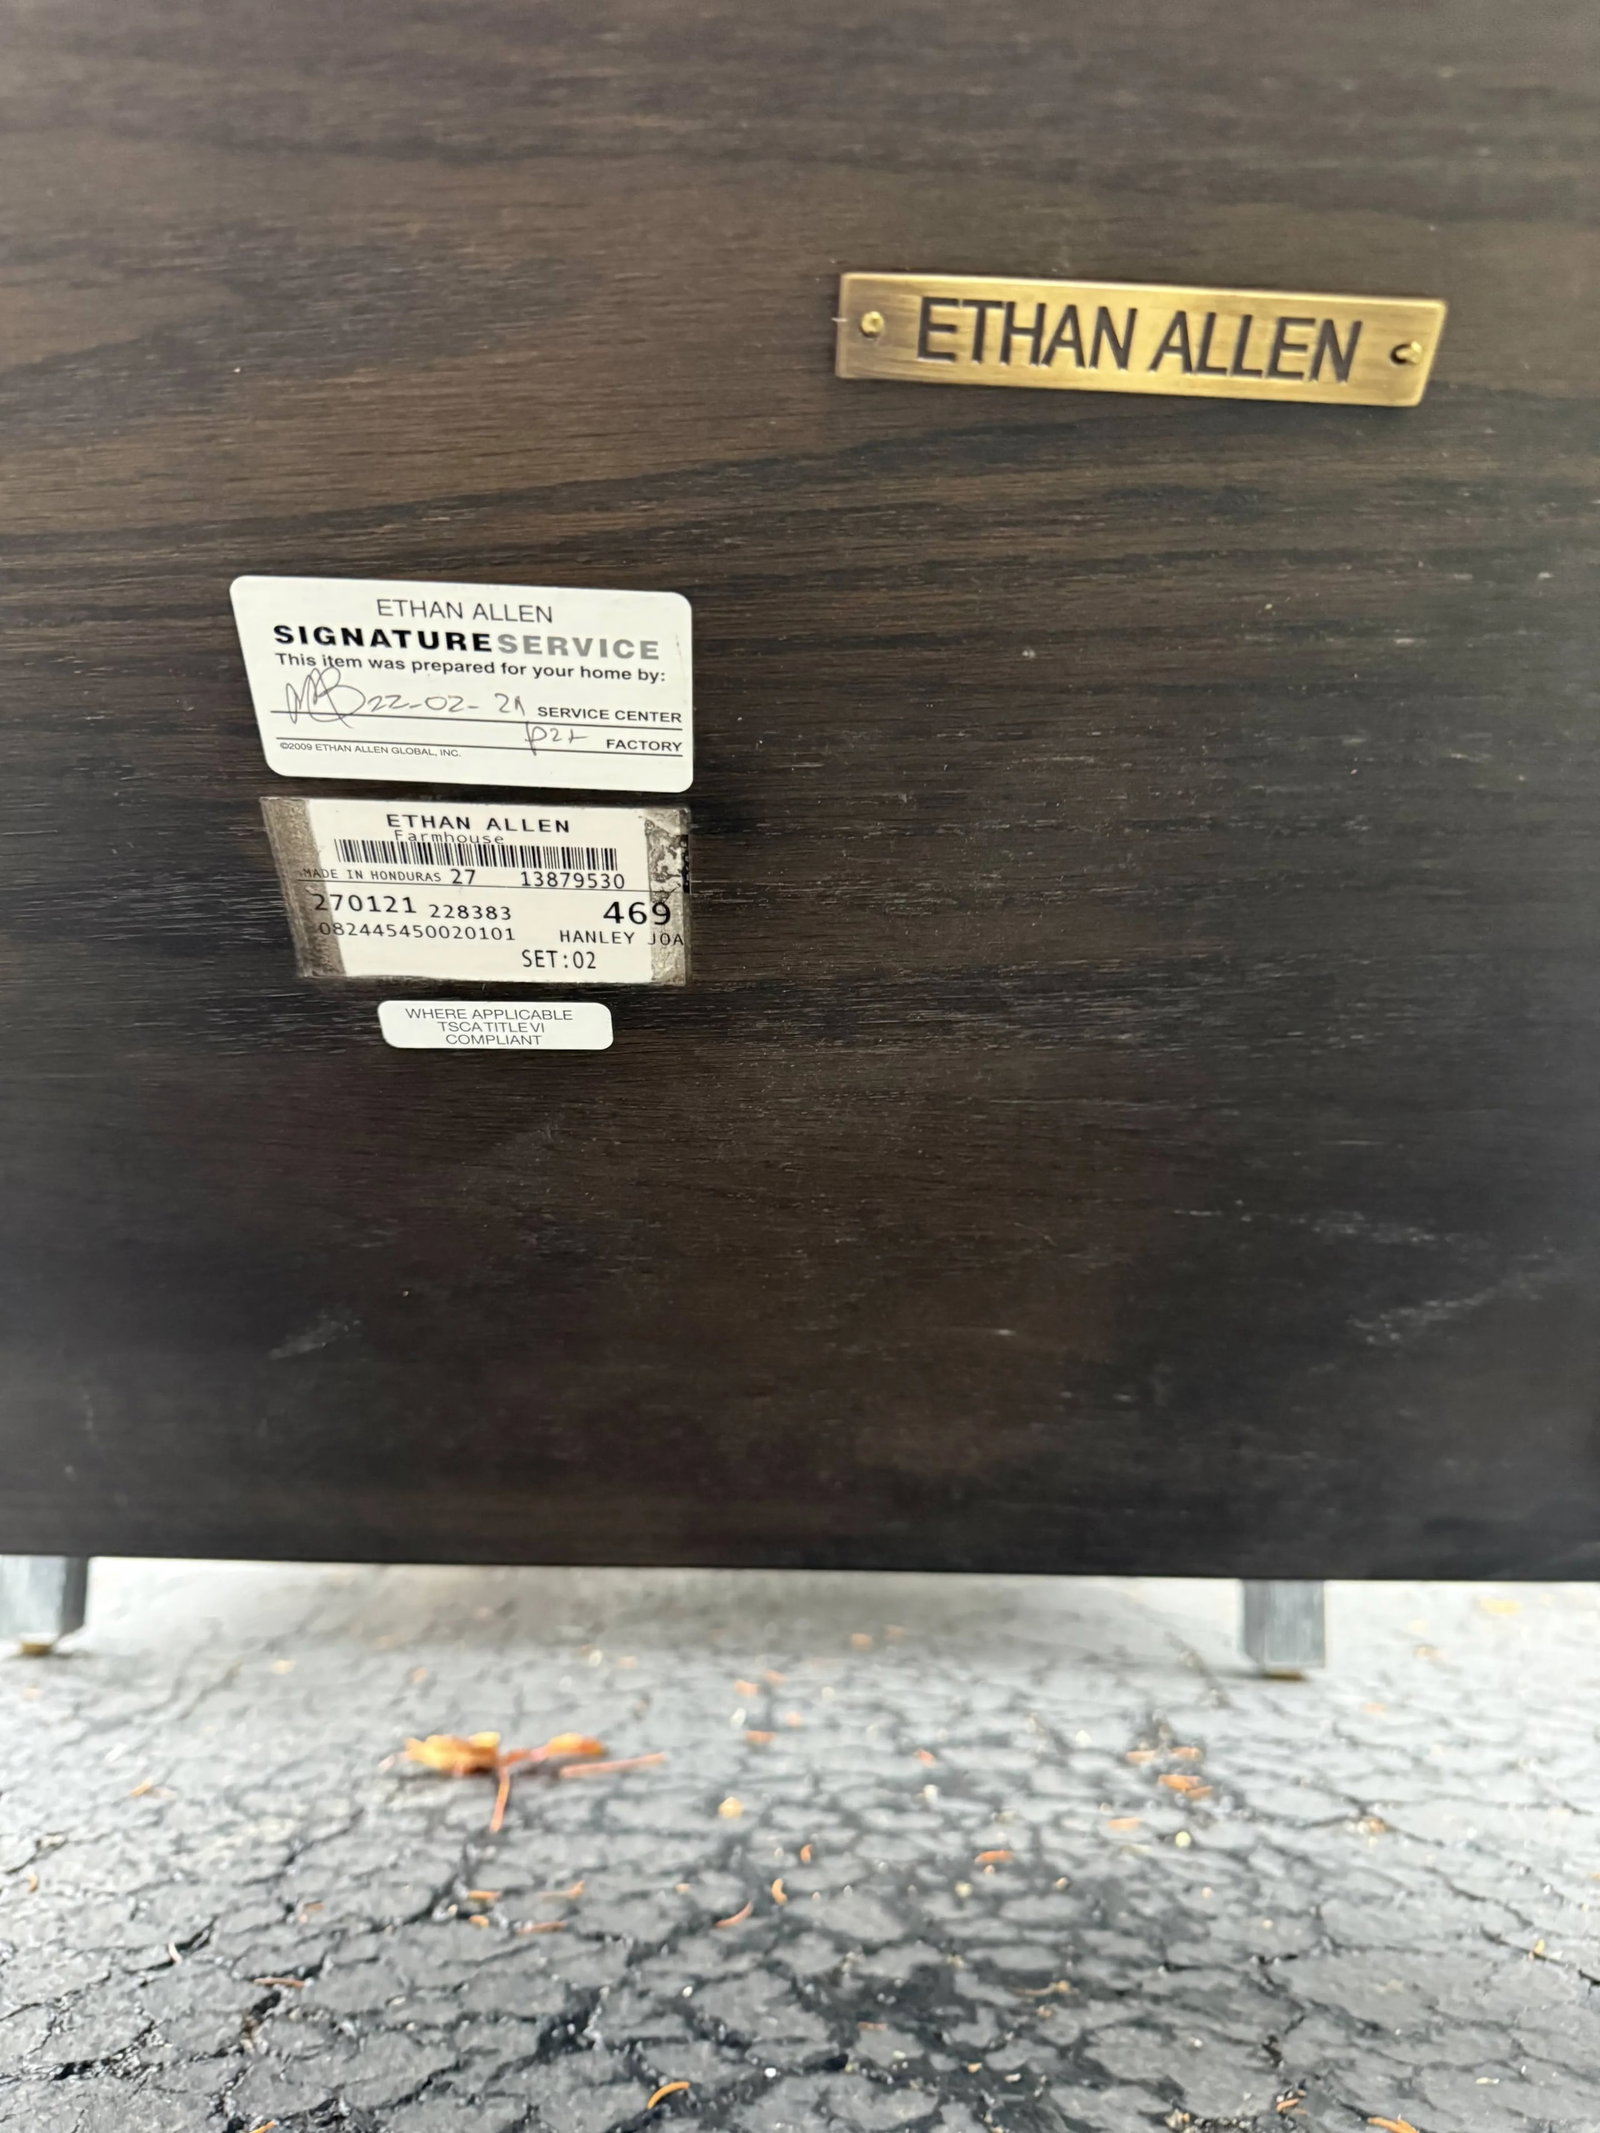 ETHAN ALLEN
ETHAN ALLEN
SIGNATURESERVICE
This item was prepared for your home by:
22-02-21 SERVICE CENTER
FACTORY
©2009 ETHAN ALLEN GLOBAL, INC.
ETHAN ALLEN
Farmhouse
MADE IN HONDURAS 27 13879530
270121 228383 469
082445450020101 HANLEY JOA
SET:02
WHERE APPLICABLE
TSCA TITLE VI
COMPLIANT